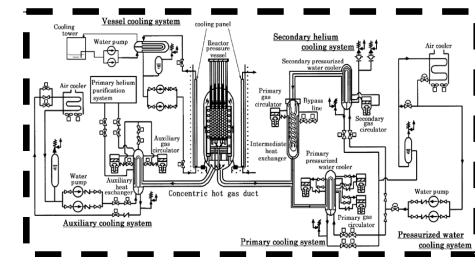 Vessel cooling system
Cooling
tower
Water pump
cooling panel
Reactor
pressure
vessel
Secondary helium
cooling system
Secondary pressurized
water cooler
Air cooler
Air cooler
Primary helium
purification
system
Auxiliary
gas
circulator
Primary
gas
circulator
Bypass
line
Secondary
gas
circulator
Intermediate
heat
exchanger
Primary
pressurized
water cooler
Water
pump
Auxiliary
heat
exchanger
Concentric hot gas duct
Water pump
Primary gas
circulator
Auxiliary cooling system
Primary cooling system
Pressurized water
cooling system